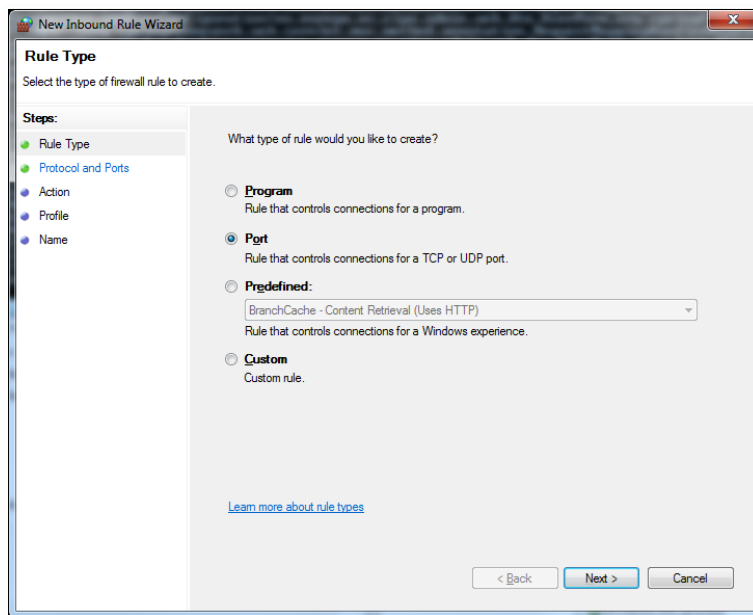 New Inbound Rule Wizard
Rule Type
Select the type of firewall rule to create.
Steps:
Rule Type
Protocol and Ports
Action
Profile
Name
What type of rule would you like to create?
Program
Rule that controls connections for a program.
Port
Rule that controls connections for a TCP or UDP port.
Predefined:
BranchCache - Content Retrieval (Uses HTTP)
Rule that controls connections for a Windows experience.
Custom
Custom rule.
Learn more about rule types
< Back Next > Cancel